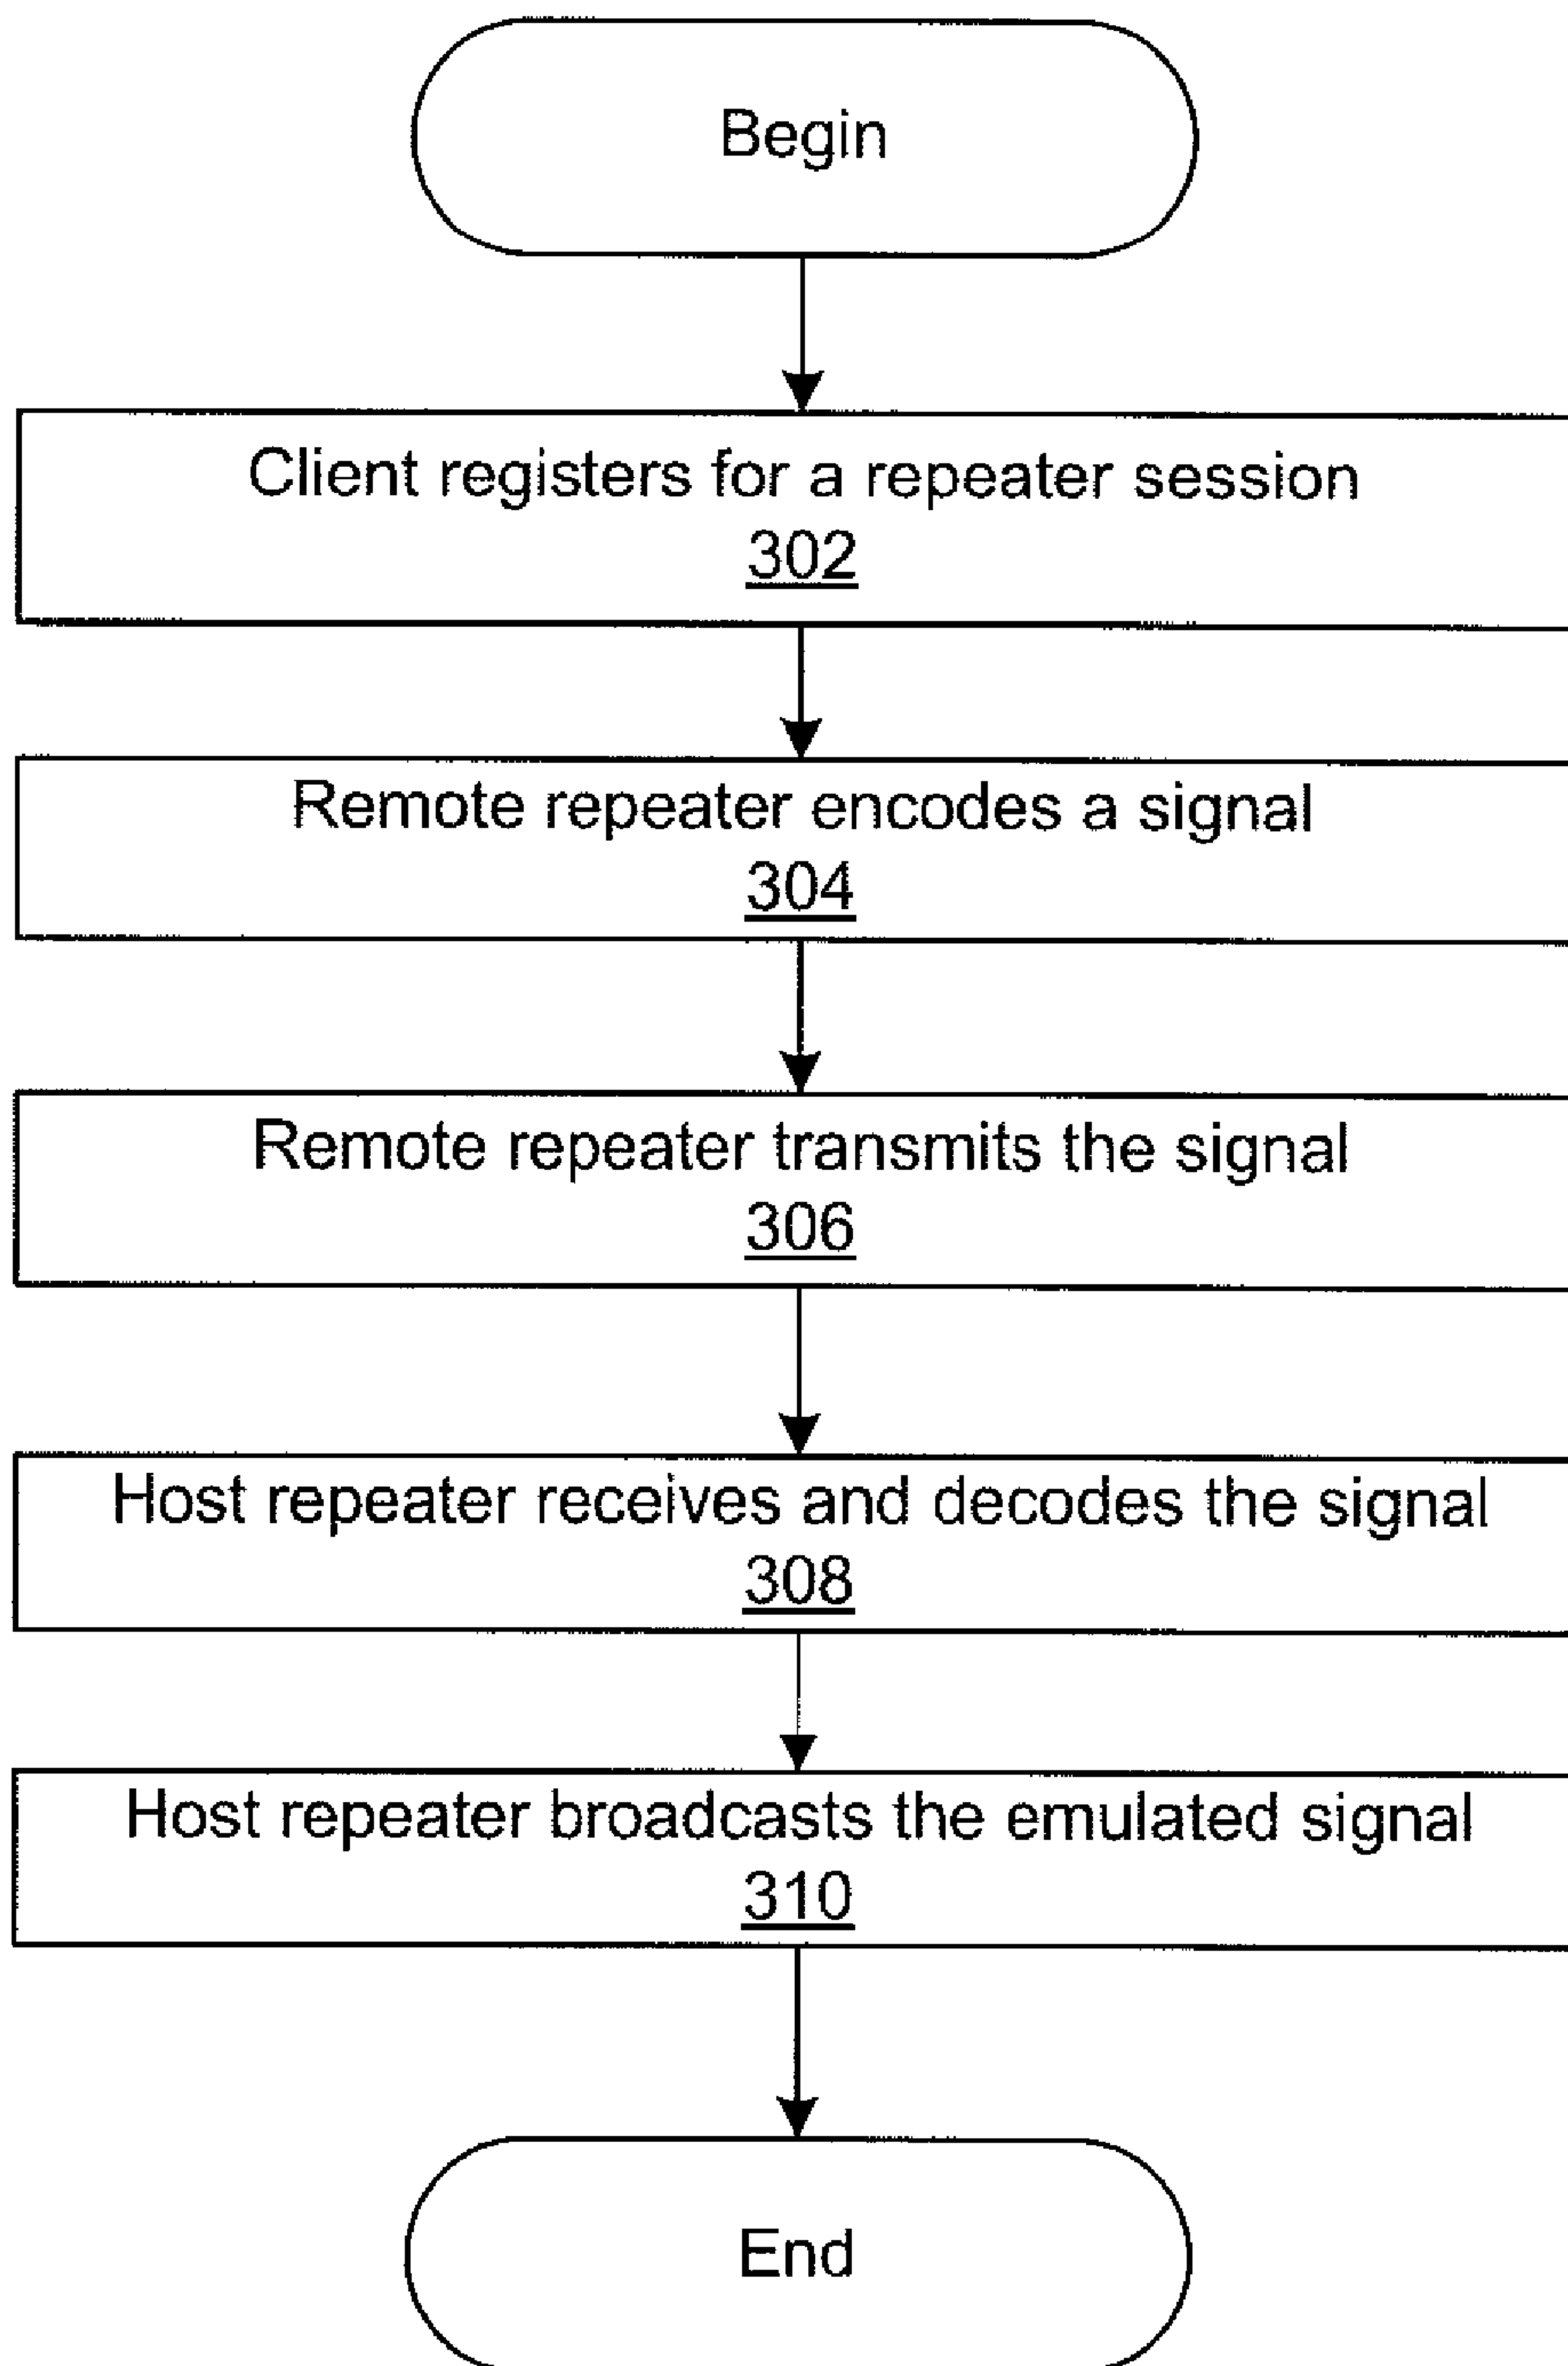 Begin
Client registers for a repeater session
302
Remote repeater encodes a signal
304
Remote repeater transmits the signal
306
Host repeater receives and decodes the signal
308
Host repeater broadcasts the emulated signal
310
End